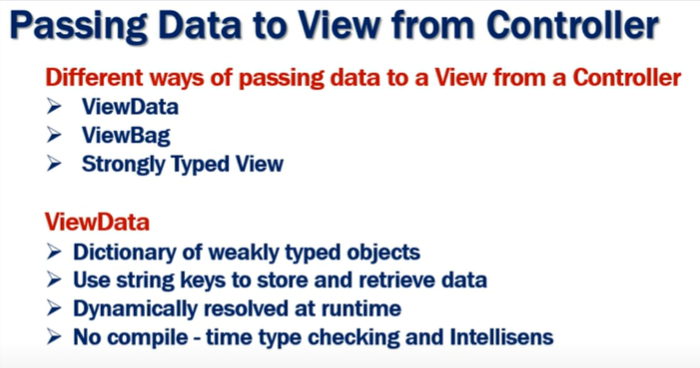 Passing Data to View from Controller
Different ways of passing data to a View from a Controller
➢ ViewData
➢ ViewBag
➢ Strongly Typed View
ViewData
➢ Dictionary of weakly typed objects
➢ Use string keys to store and retrieve data
➢ Dynamically resolved at runtime
➢ No compile - time type checking and Intellisens